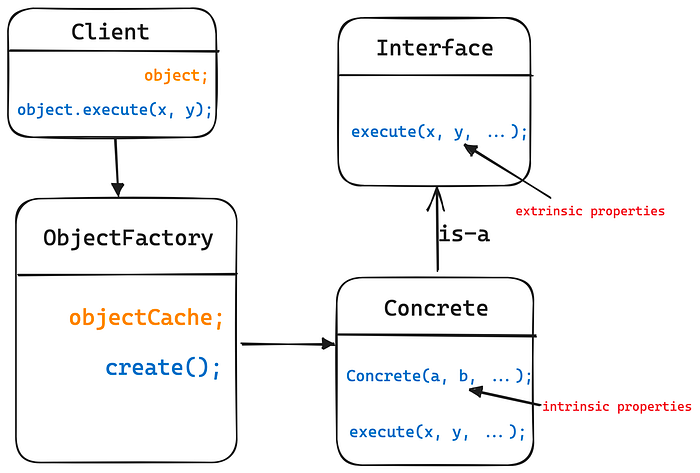 Client
object;
object.execute(x, y);
Interface
execute(x, y, ...);
extrinsic properties
is-a
ObjectFactory
objectCache;
create();
Concrete
Concrete(a, b, ...);
intrinsic properties
execute(x, y, ...);